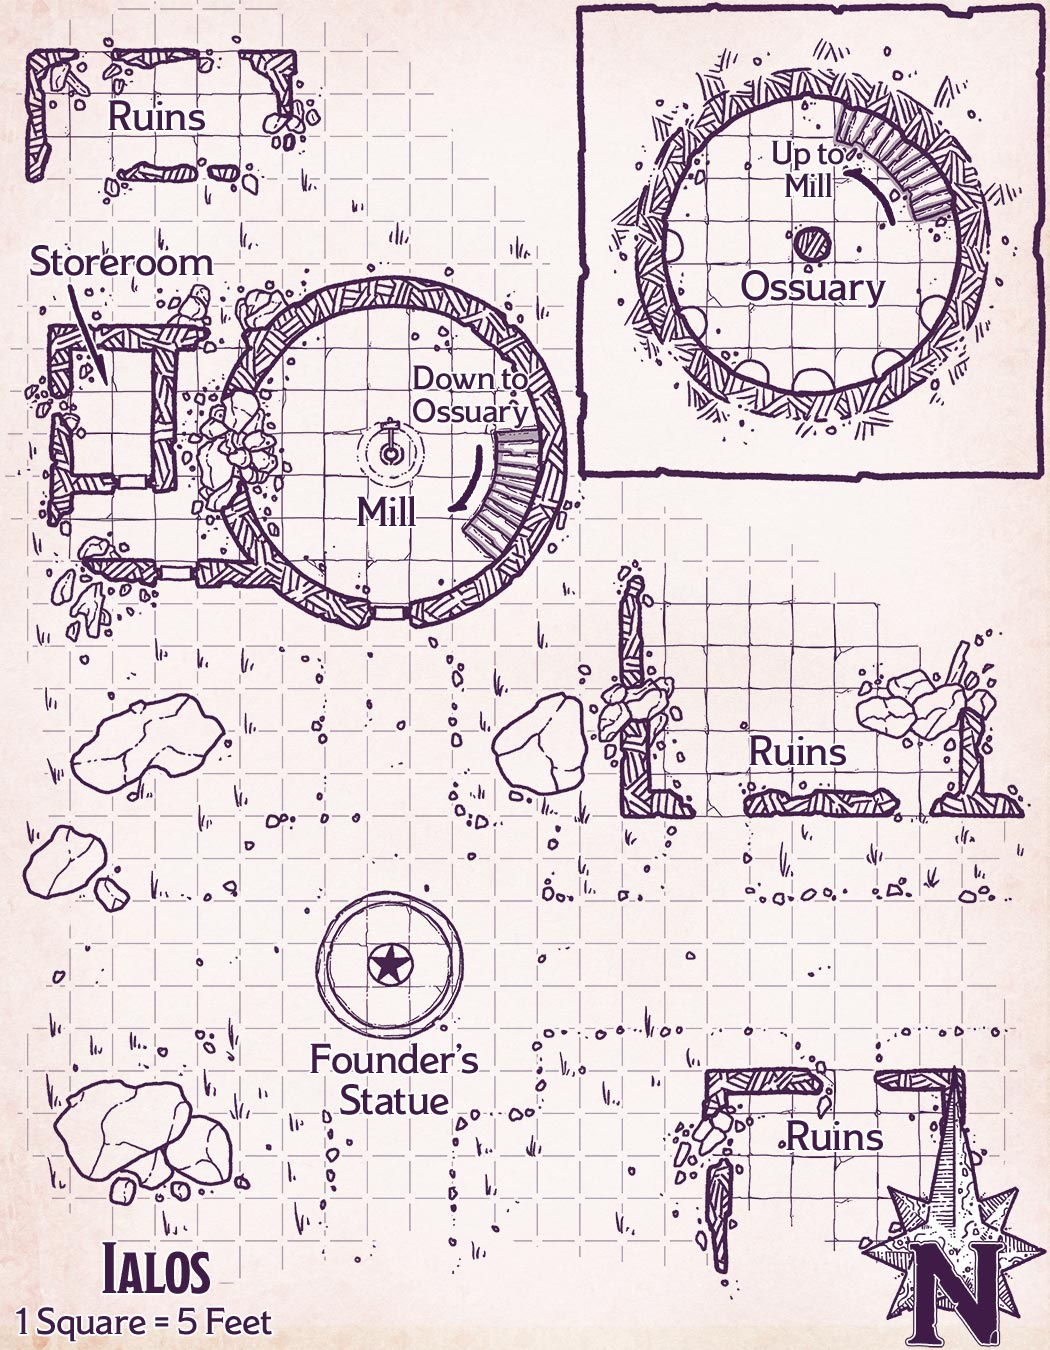 Ruins
Up to
Mill
Ossuary
Storeroom
Down to
Ossuary
Mill
Ruins
Founder's
Statue
Ruins
IALOS
1 Square = 5 Feet
N